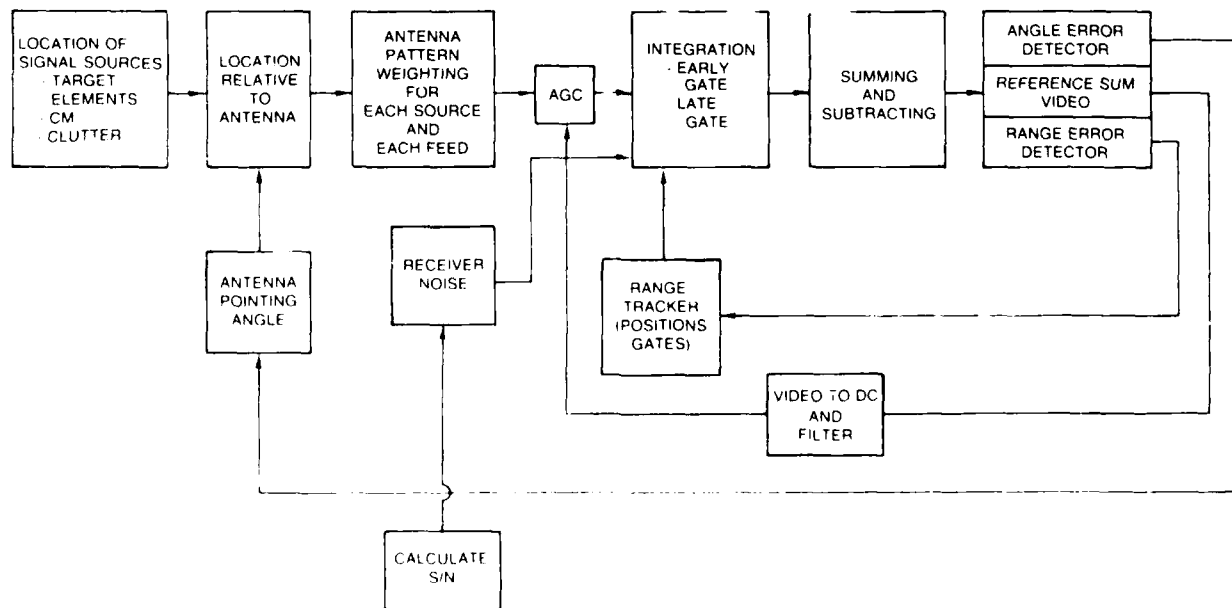 LOCATION OF
SIGNAL SOURCES
· TARGET
ELEMENTS
· CM
· CLUTTER
LOCATION
RELATIVE
TO
ANTENNA
ANTENNA
PATTERN
WEIGHTING
FOR
EACH SOURCE
AND
EACH FEED
AGC
INTEGRATION
· EARLY
GATE
LATE
GATE
SUMMING
AND
SUBTRACTING
ANGLE ERROR
DETECTOR
REFERENCE SUM
VIDEO
RANGE ERROR
DETECTOR
ANTENNA
POINTING
ANGLE
RECEIVER
NOISE
RANGE
TRACKER
(POSITIONS
GATES)
VIDEO TO DC
AND
FILTER
CALCULATE
S/N